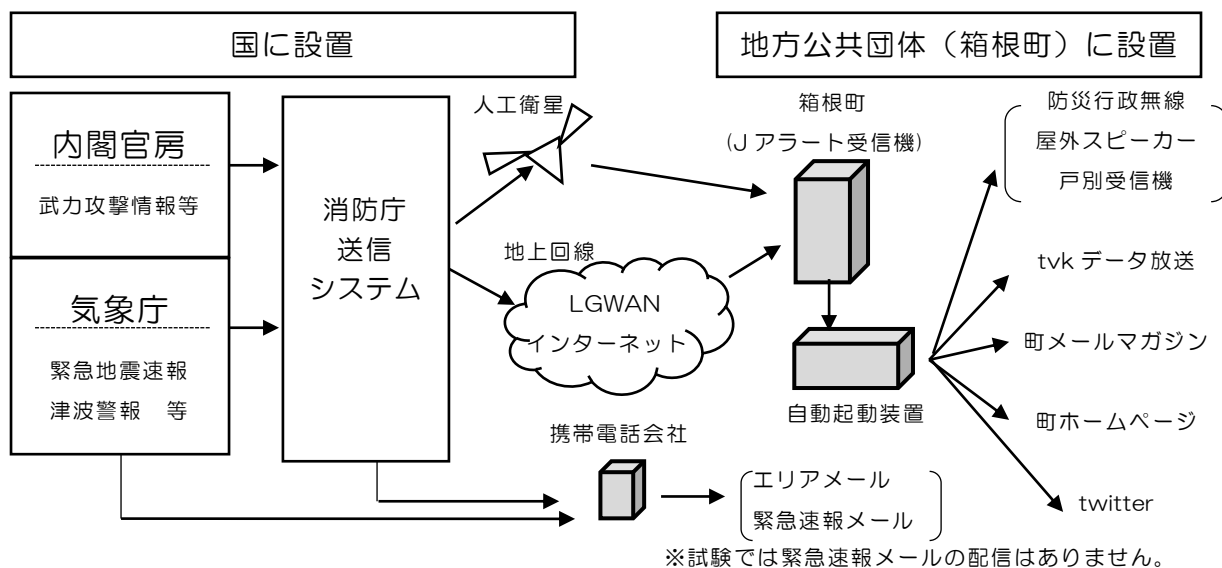 国に設置
地方公共団体（箱根町）に設置
内閣官房
武力攻撃情報等
気象庁
緊急地震速報
津波警報　等
消防庁
送信
システム
人工衛星
地上回線
LGWAN
インターネット
箱根町
(J アラート受信機)
自動起動装置
防災行政無線
屋外スピーカー
戸別受信機
tvk データ放送
町メールマガジン
町ホームページ
twitter
携帯電話会社
エリアメール
緊急速報メール
※試験では緊急速報メールの配信はありません。